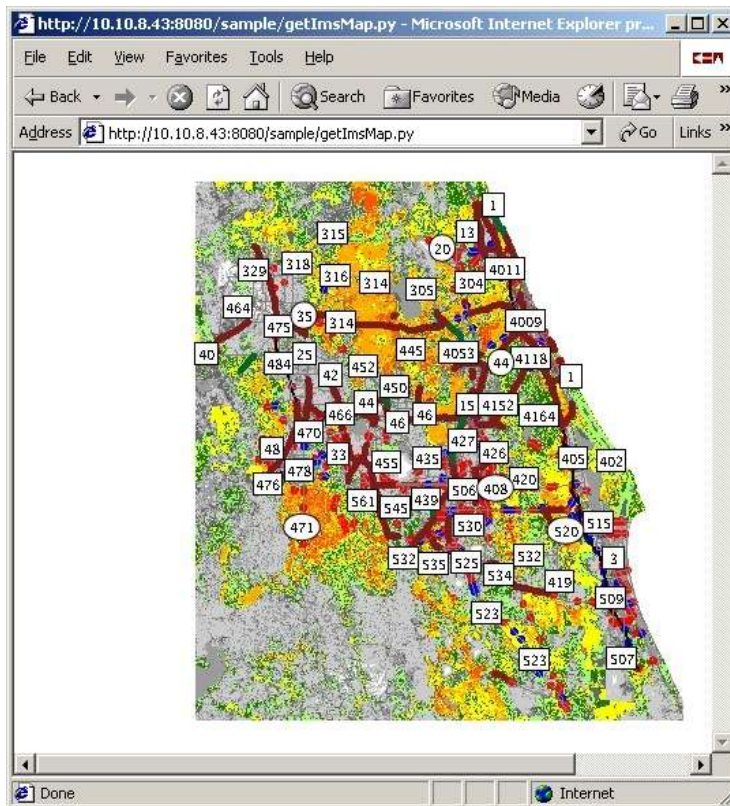 http://10.10.8.43:8080/sample/getImsMap.py - Microsoft Internet Explorer pr...
File Edit View Favorites Tools Help
Back Search Favorites Media »
Address http://10.10.8.43:8080/sample/getImsMap.py Go Links »
1
315 13
20
329 318 316 314 305 304 4011
464 35
475 314 4009
40 25 445 4053 4118
484 42 452 44 1
450
44 15 4152
466 46 46 4164
470 427
48 33 455 435 426 405 402
476 478 420
561 545 439 506 408
471 530 520 515
532 535 525 534 532 3
419
523 509
523 507
Done Internet